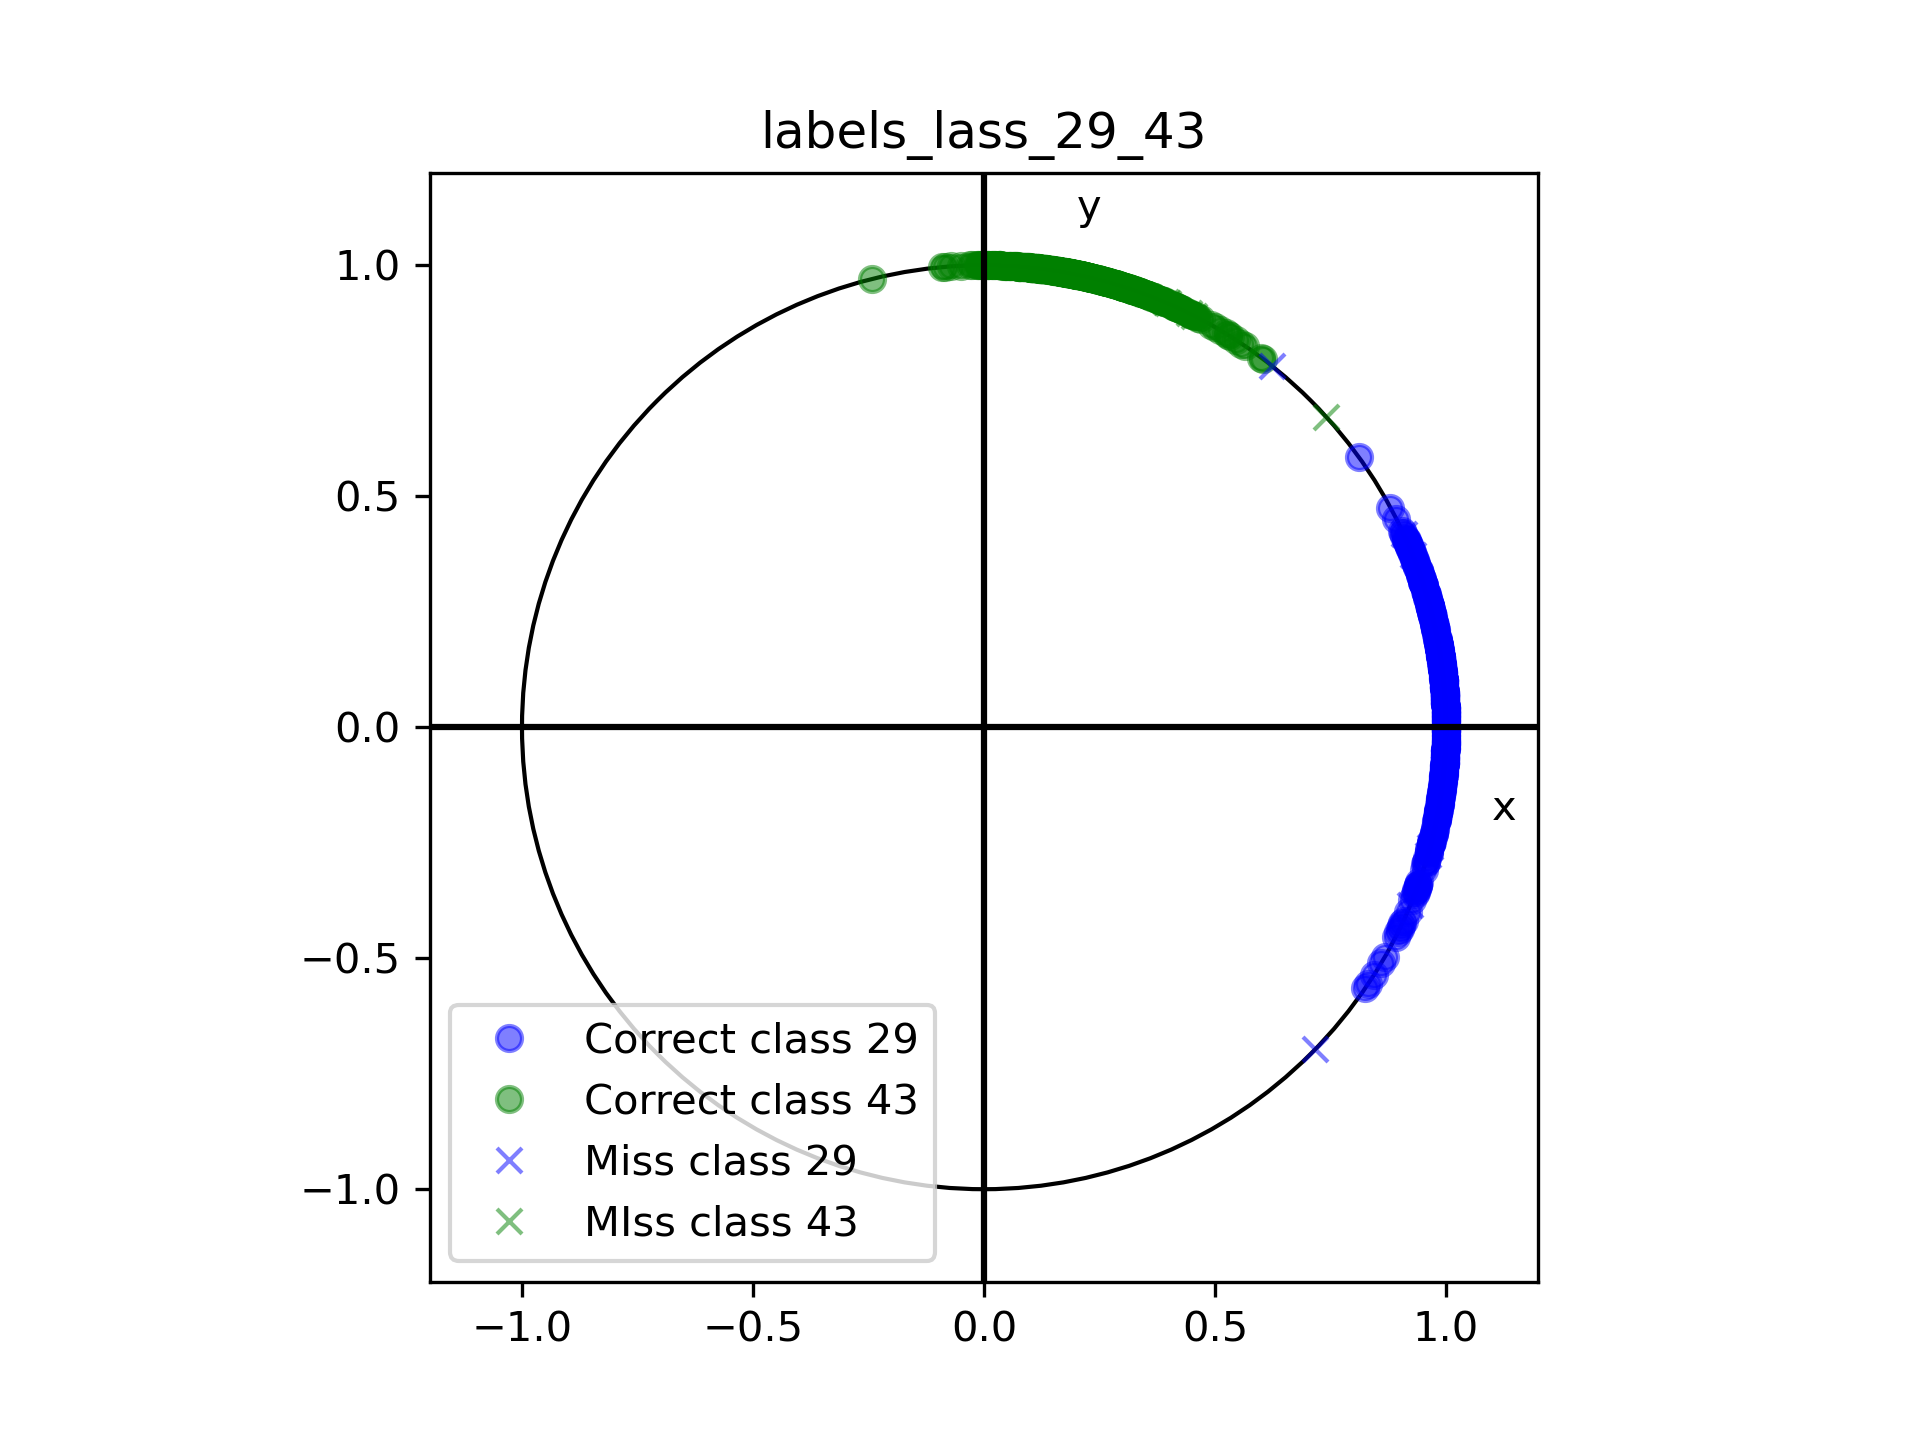 labels_lass_29_43
y
1.0
0.5
0.0
−0.5
−1.0
x
Correct class 29
Correct class 43
Miss class 29
MIss class 43
−1.0 −0.5 0.0 0.5 1.0